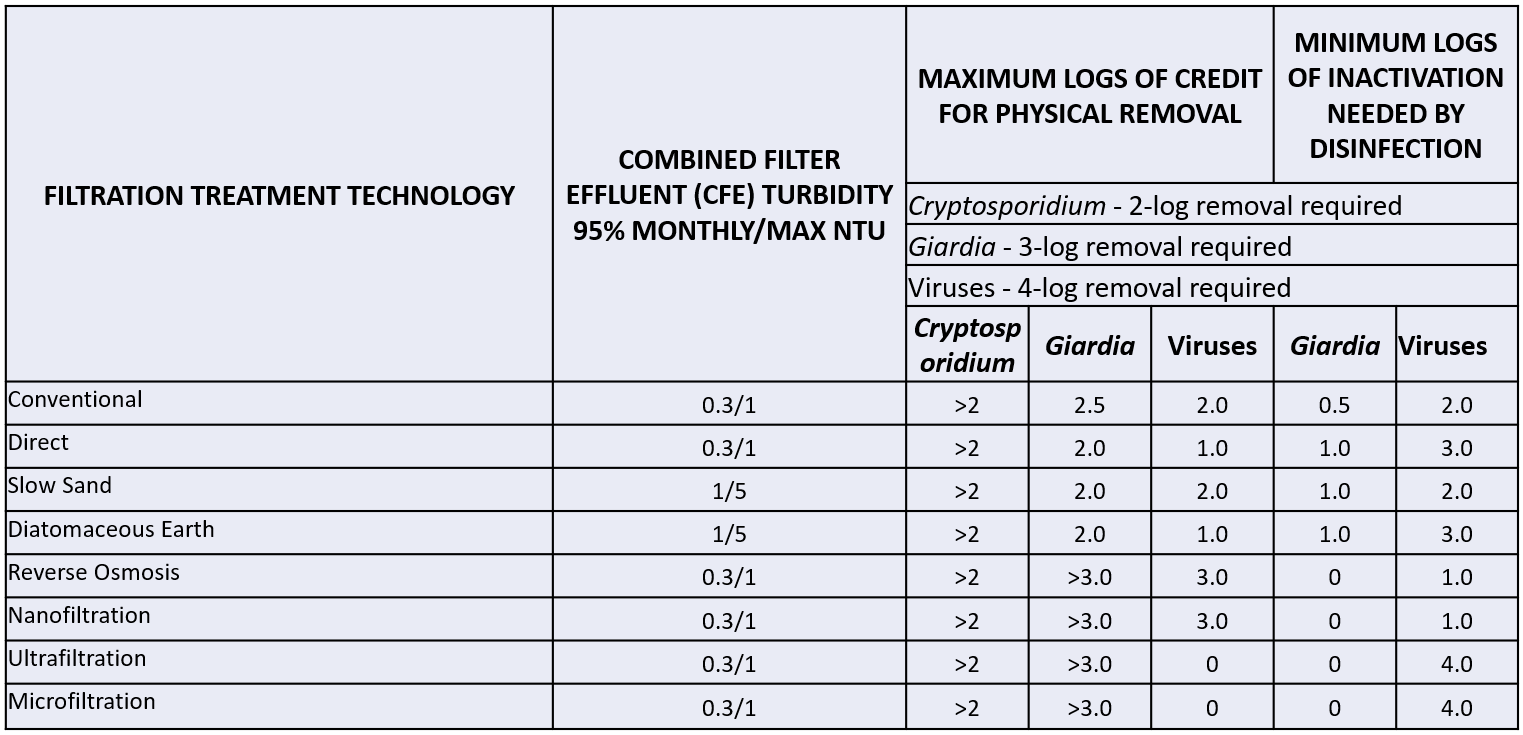 FILTRATION TREATMENT TECHNOLOGY
COMBINED FILTER
EFFLUENT (CFE) TURBIDITY
95% MONTHLY/MAX NTU
MAXIMUM LOGS OF CREDIT
FOR PHYSICAL REMOVAL
MINIMUM LOGS
OF INACTIVATION
NEEDED BY
DISINFECTION
Cryptosporidium - 2-log removal required
Giardia - 3-log removal required
Viruses - 4-log removal required
Cryptosp
oridium
Giardia
Viruses
Giardia
Viruses
Conventional 0.3/1 >2 2.5 2.0 0.5 2.0
Direct 0.3/1 >2 2.0 1.0 1.0 3.0
Slow Sand 1/5 >2 2.0 2.0 1.0 2.0
Diatomaceous Earth 1/5 >2 2.0 1.0 1.0 3.0
Reverse Osmosis 0.3/1 >2 >3.0 3.0 0 1.0
Nanofiltration 0.3/1 >2 >3.0 3.0 0 1.0
Ultrafiltration 0.3/1 >2 >3.0 0 0 4.0
Microfiltration 0.3/1 >2 >3.0 0 0 4.0